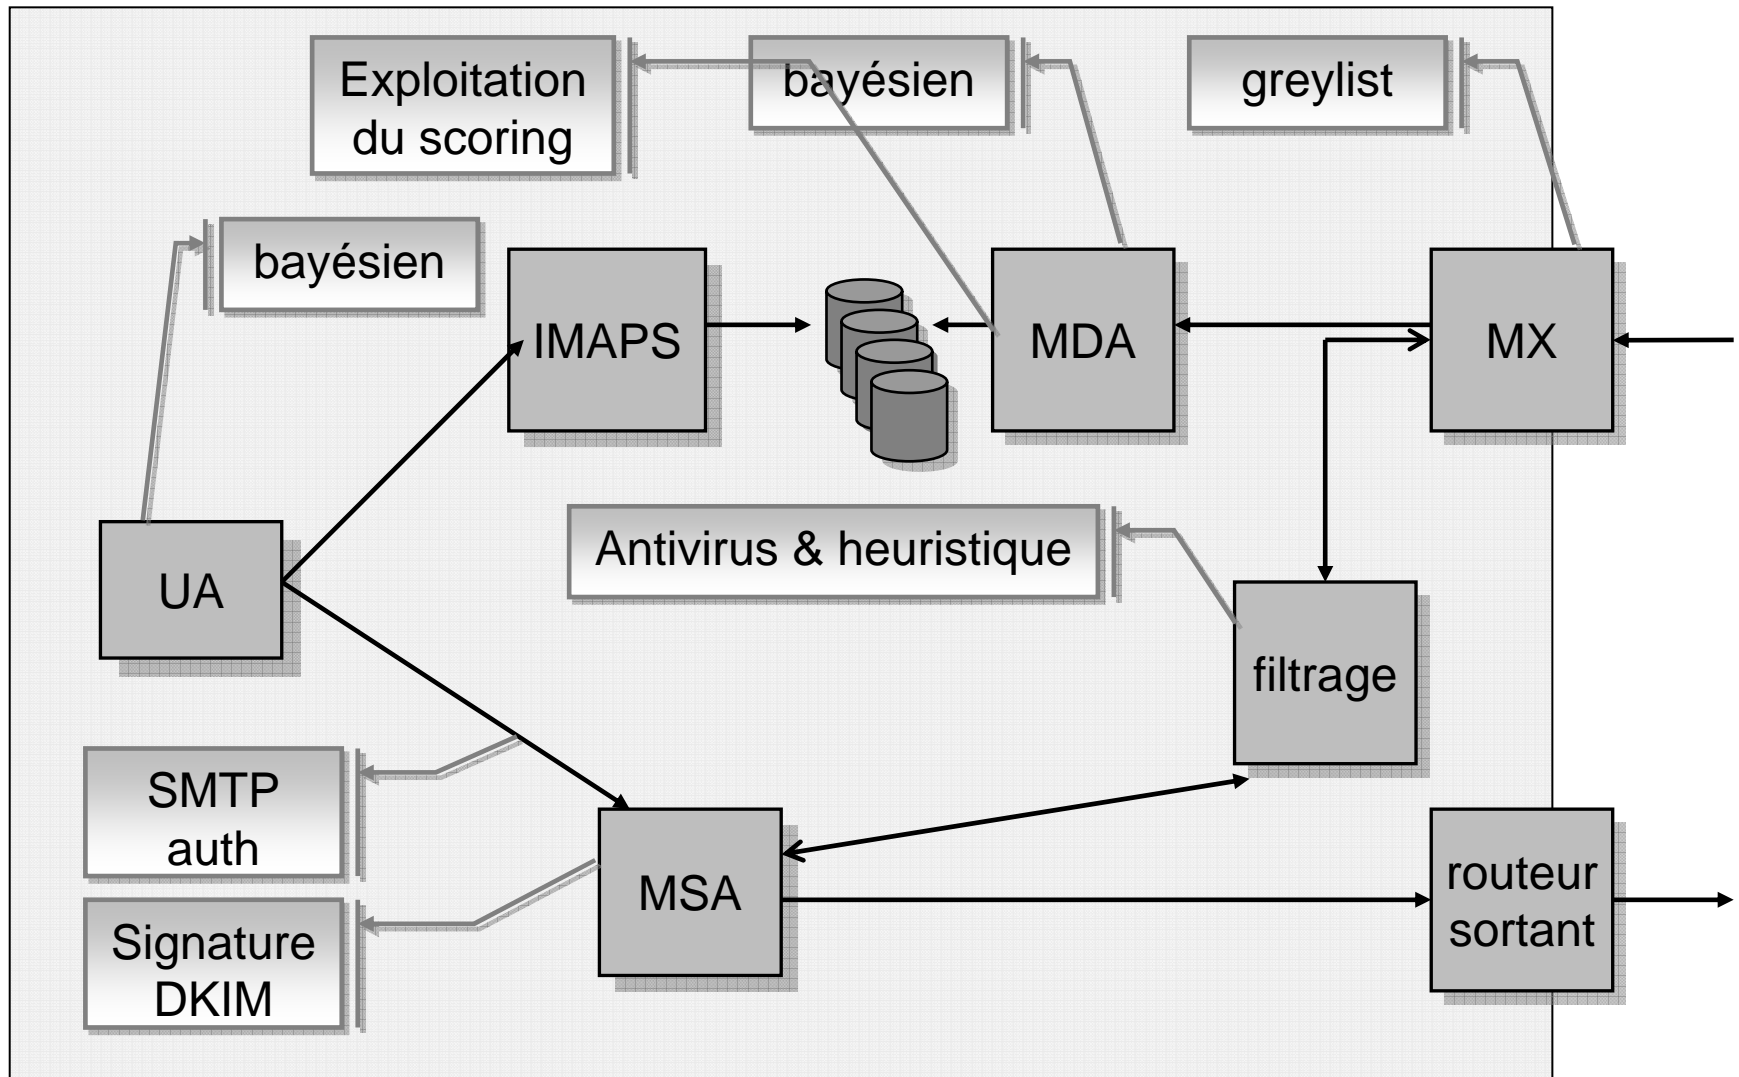 Exploitation
du scoring
bayésien
greylist
bayésien
IMAPS
MDA
MX
Antivirus & heuristique
UA
filtrage
SMTP
auth
MSA
routeur
sortant
Signature
DKIM